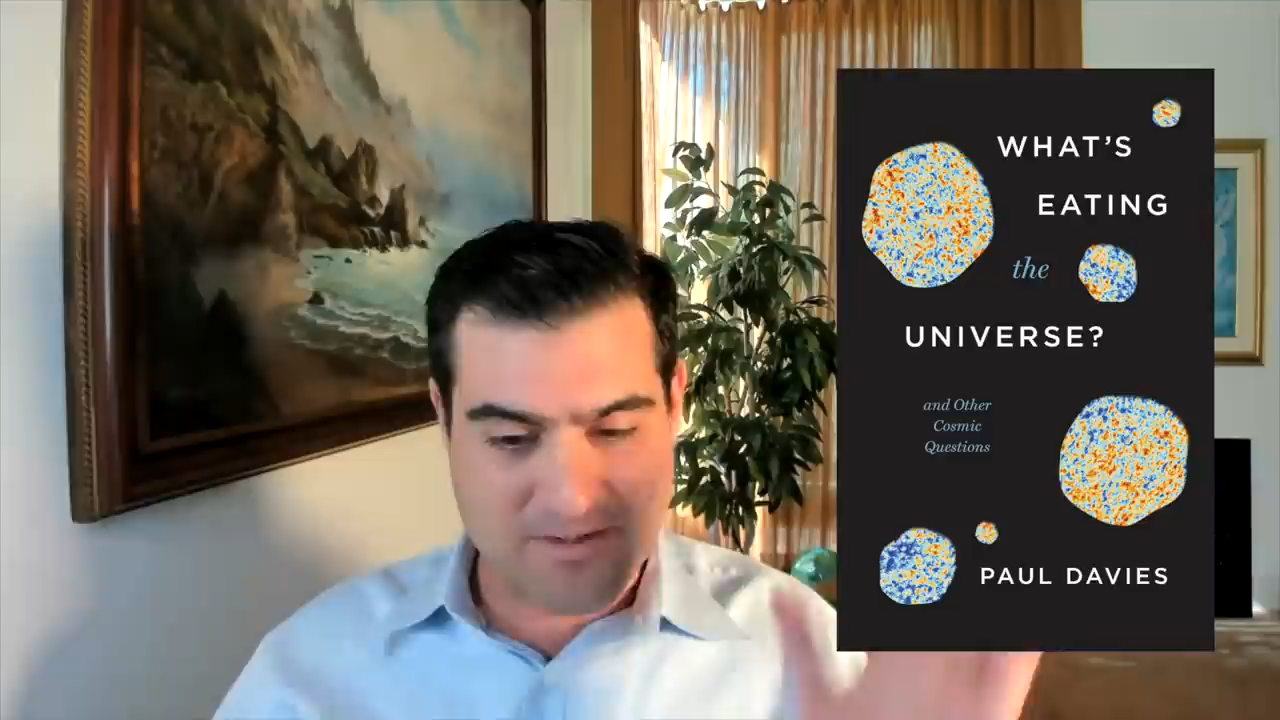 WHAT'S
EATING
the
UNIVERSE?
and Other
Cosmic
Questions
PAUL DAVIES